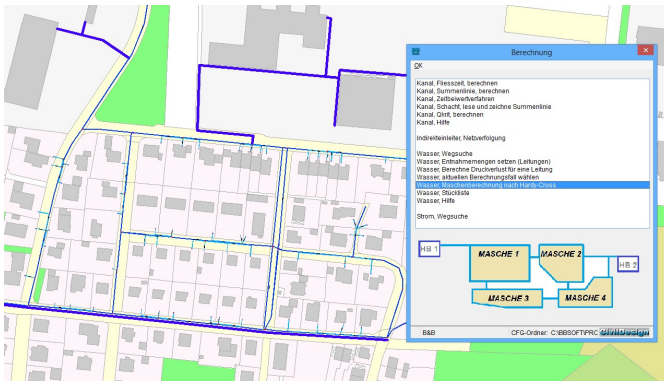 Berechnung
OK
Kanal, Fliesszeit, berechnen
Kanal, Summenlinie, berechnen
Kanal, Zeitbeiwertverfahren
Kanal, Schacht, lese und zeichne Summenlinie
Kanal, Qkrit, berechnen
Kanal, Hilfe
Indirekteinleiter, Netzverfolgung
Wasser, Wegsuche
Wasser, Entnahmemengen setzen (Leitungen)
Wasser, Berechne Druckverlust für eine Leitung
Wasser, aktuellen Berechnungsfall wählen
Wasser, Maschenberechnung nach Hardy-Cross
Wasser, Stückliste
Wasser, Hilfe
Strom, Wegsuche
HB 1
MASCHE 1
MASCHE 2
HB 2
MASCHE 3
MASCHE 4
B&B
CFG-Ordner: C:\BBSOFT\PRC
CivilDesign